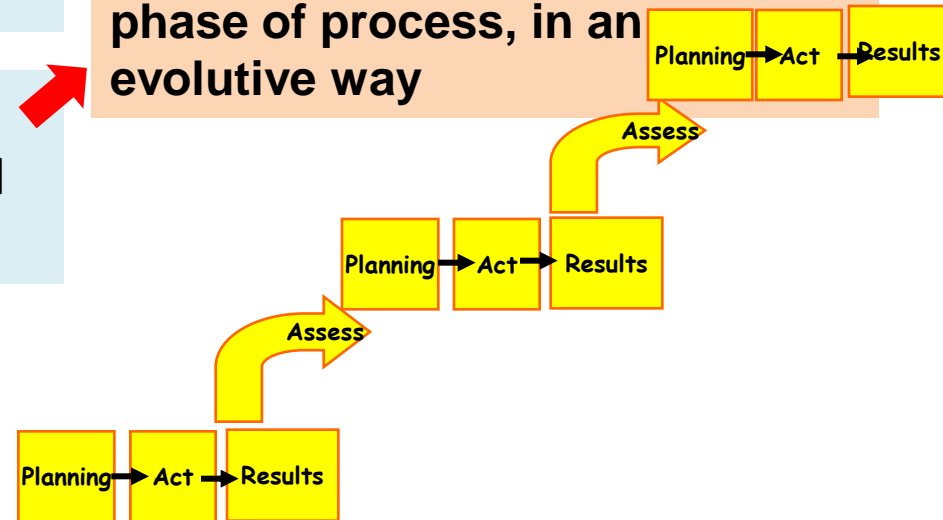 phase of process, in an
evolutive way
Planning Act Results
Assess
Planning Act Results
Assess
Planning Act Results